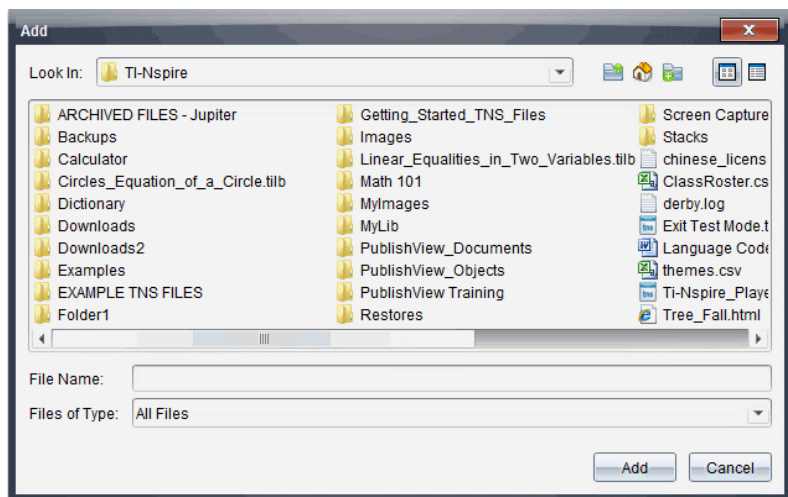 Add
Look In: TI-Nspire
ARCHIVED FILES - Jupiter
Backups
Calculator
Circles_Equation_of_a_Circle.tilb
Dictionary
Downloads
Downloads2
Examples
EXAMPLE TNS FILES
Folder1
Getting_Started_TNS_Files
Images
Linear_Equalities_in_Two_Variables.tilb
Math 101
MyImages
MyLib
PublishView_Documents
PublishView_Objects
PublishView Training
Restores
Screen Capture
Stacks
chinese_licens
ClassRoster.cs
derby.log
Exit Test Mode.t
Language Code
themes.csv
Ti-Nspire_Playe
Tree_Fall.html
File Name:
Files of Type: All Files
Add Cancel